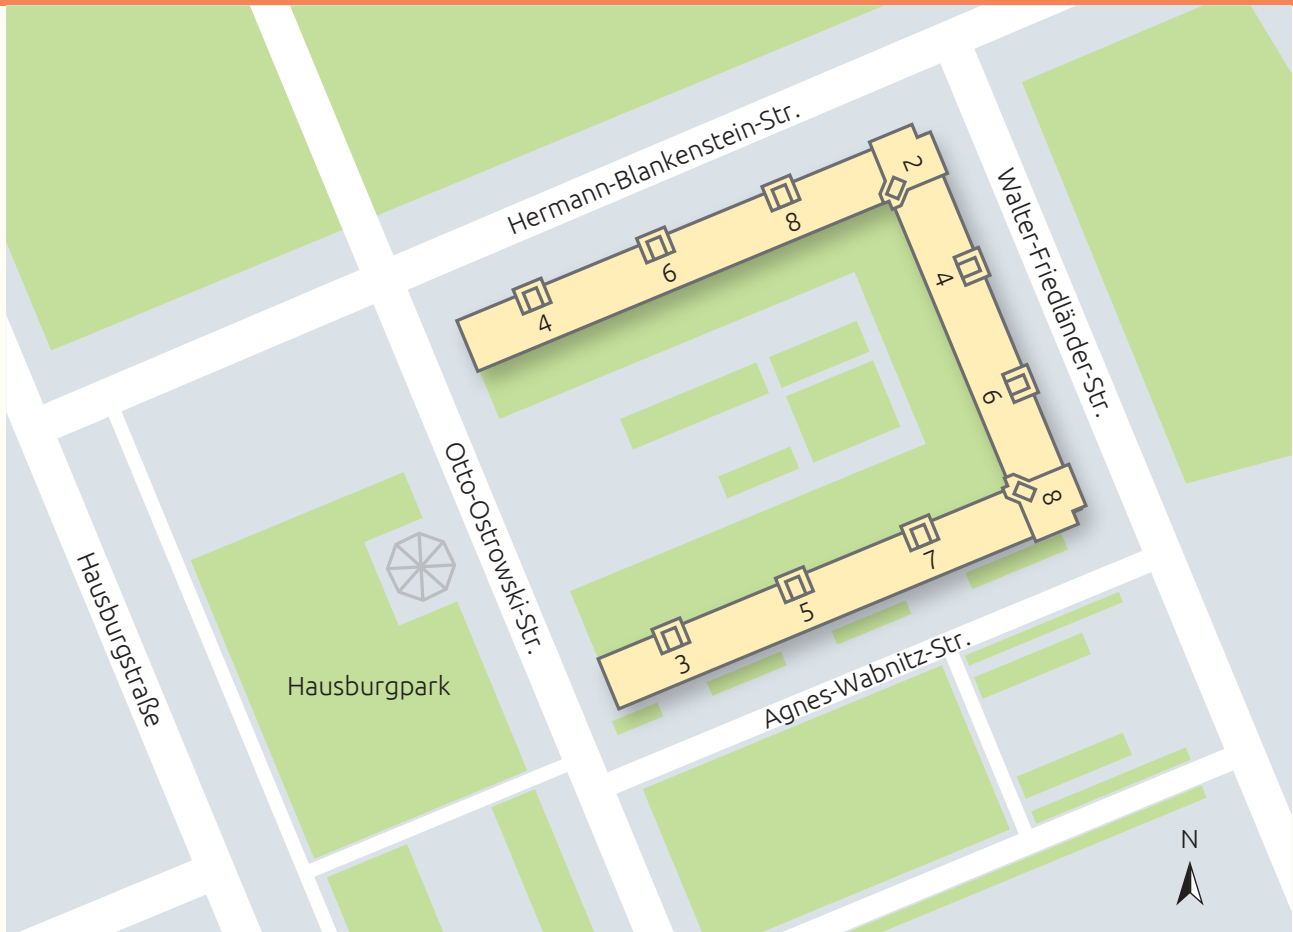 Hermann-Blankenstein-Str.
2
8
6
4
4
6
8
Walter-Friedländer-Str.
Otto-Ostrowski-Str.
7
5
3
Hausburgstraße
Hausburgpark
Agnes-Wabnitz-Str.
N